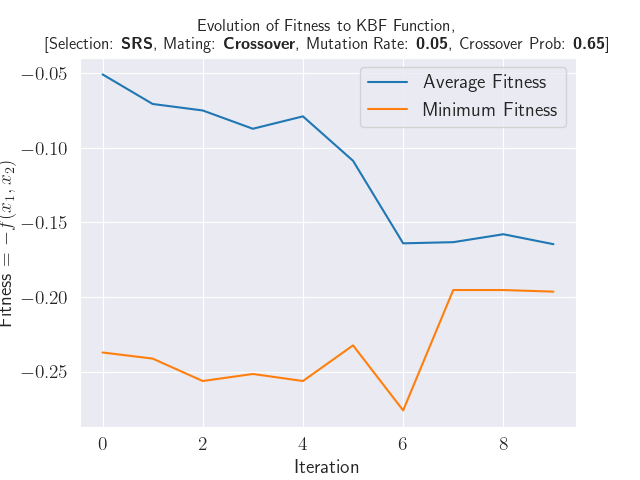 Evolution of Fitness to KBF Function,
[Selection: SRS, Mating: Crossover, Mutation Rate: 0.05, Crossover Prob: 0.65]
Average Fitness
Minimum Fitness
Fitness = −f(x₁, x₂)
−0.05
−0.10
−0.15
−0.20
−0.25
0 2 4 6 8
Iteration